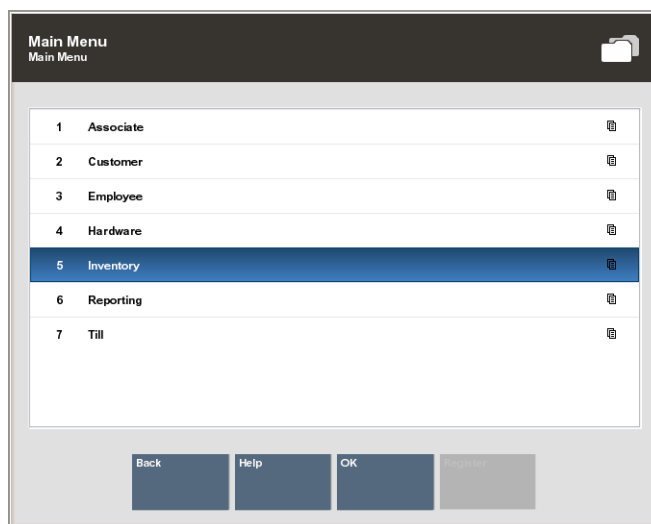 Main Menu
Main Menu
1 Associate
2 Customer
3 Employee
4 Hardware
5 Inventory
6 Reporting
7 Till
Back Help OK Register